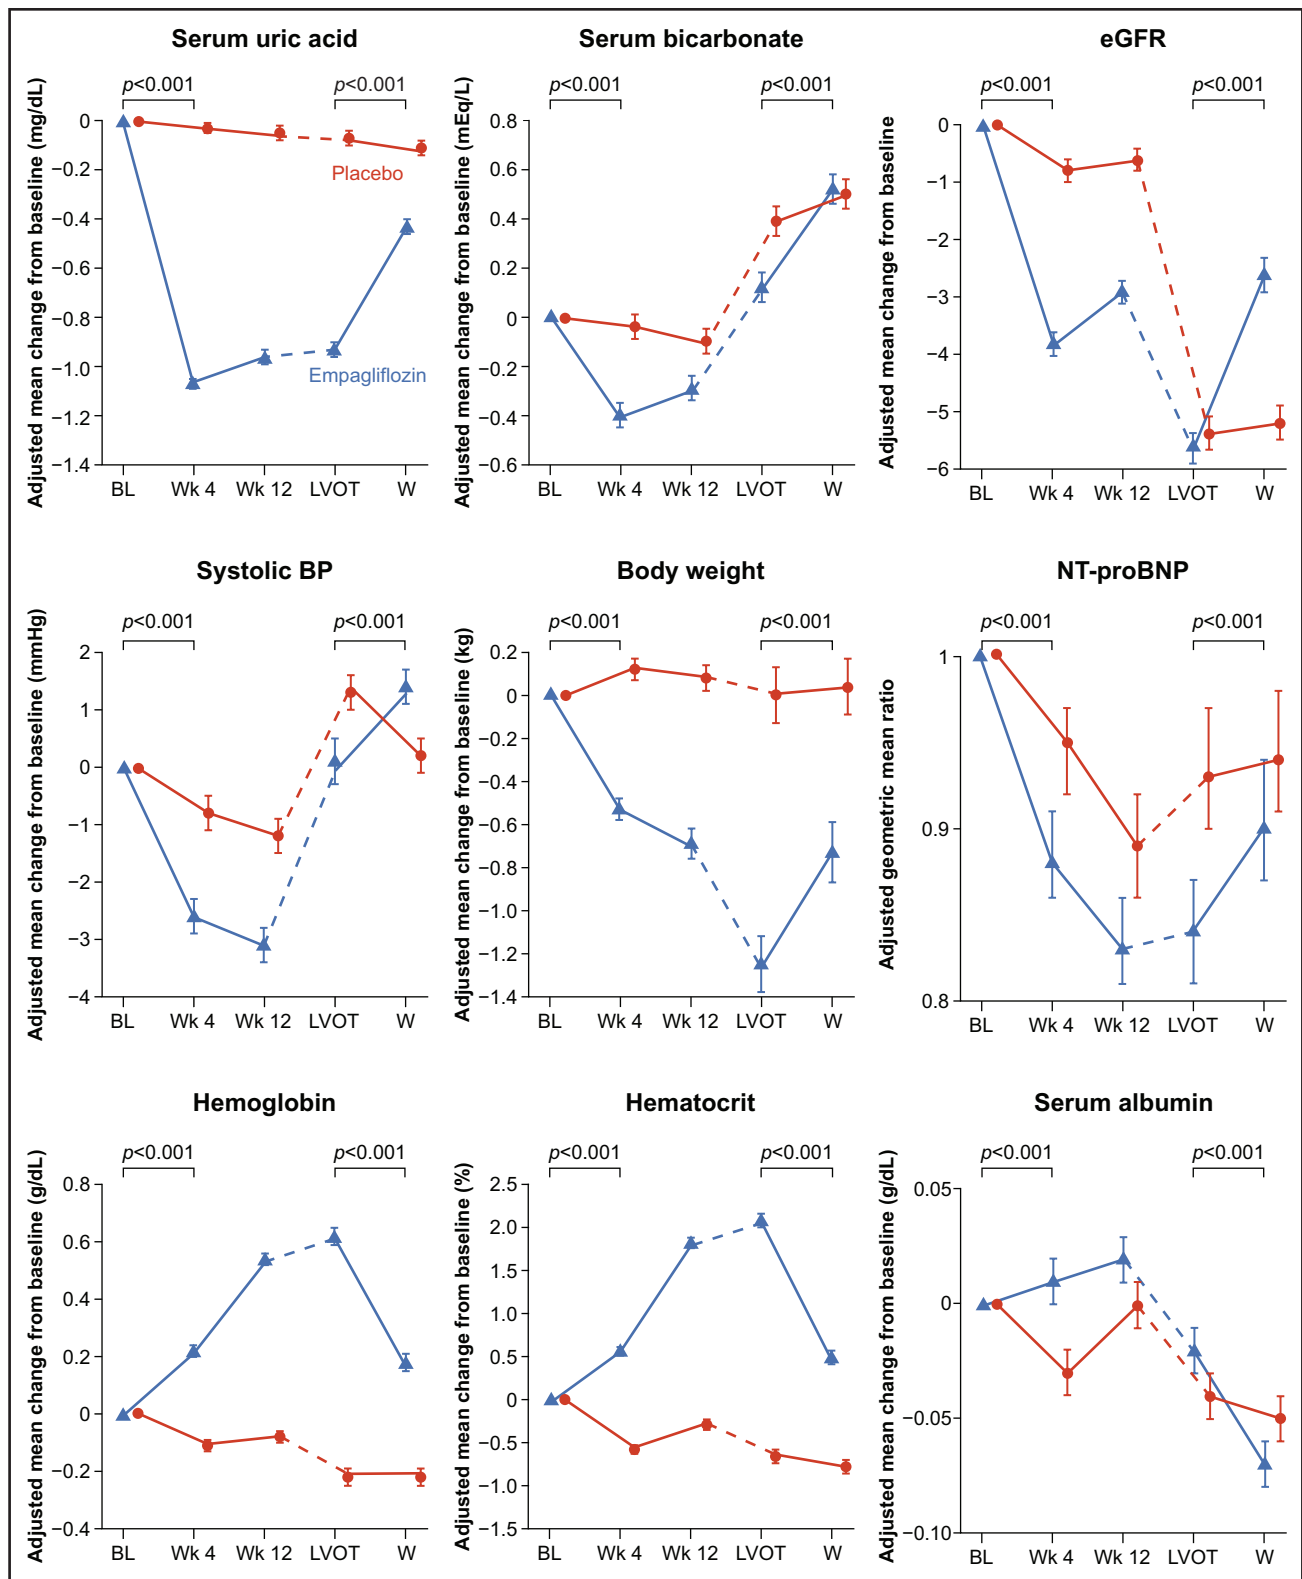 Serum uric acid
p<0.001
p<0.001
Adjusted mean change from baseline (mg/dL)
0
−0.2
−0.4
−0.6
−0.8
−1.0
−1.2
−1.4
Placebo
Empagliflozin
BL Wk 4 Wk 12 LVOT W
Serum bicarbonate
p<0.001
p<0.001
Adjusted mean change from baseline (mEq/L)
0.8
0.6
0.4
0.2
0
−0.2
−0.4
−0.6
BL Wk 4 Wk 12 LVOT W
eGFR
p<0.001
p<0.001
Adjusted mean change from baseline
0
−1
−2
−3
−4
−5
−6
BL Wk 4 Wk 12 LVOT W
Systolic BP
p<0.001
p<0.001
Adjusted mean change from baseline (mmHg)
2
1
0
−1
−2
−3
−4
BL Wk 4 Wk 12 LVOT W
Body weight
p<0.001
p<0.001
Adjusted mean change from baseline (kg)
0.2
0
−0.2
−0.4
−0.6
−0.8
−1.0
−1.2
−1.4
BL Wk 4 Wk 12 LVOT W
NT-proBNP
p<0.001
p<0.001
Adjusted geometric mean ratio
1
0.9
0.8
BL Wk 4 Wk 12 LVOT W
Hemoglobin
p<0.001
p<0.001
Adjusted mean change from baseline (g/dL)
0.8
0.6
0.4
0.2
0
−0.2
−0.4
BL Wk 4 Wk 12 LVOT W
Hematocrit
p<0.001
p<0.001
Adjusted mean change from baseline (%)
2.5
2.0
1.5
1.0
0.5
0
−0.5
−1.0
−1.5
BL Wk 4 Wk 12 LVOT W
Serum albumin
p<0.001
p<0.001
Adjusted mean change from baseline (g/dL)
0.05
0
−0.05
−0.10
BL Wk 4 Wk 12 LVOT W